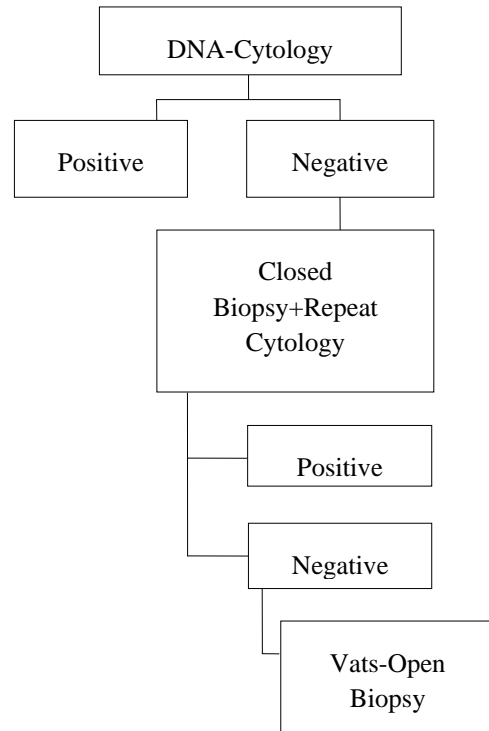 DNA-Cytology
Positive
Negative
Closed
Biopsy+Repeat
Cytology
Positive
Negative
Vats-Open
Biopsy